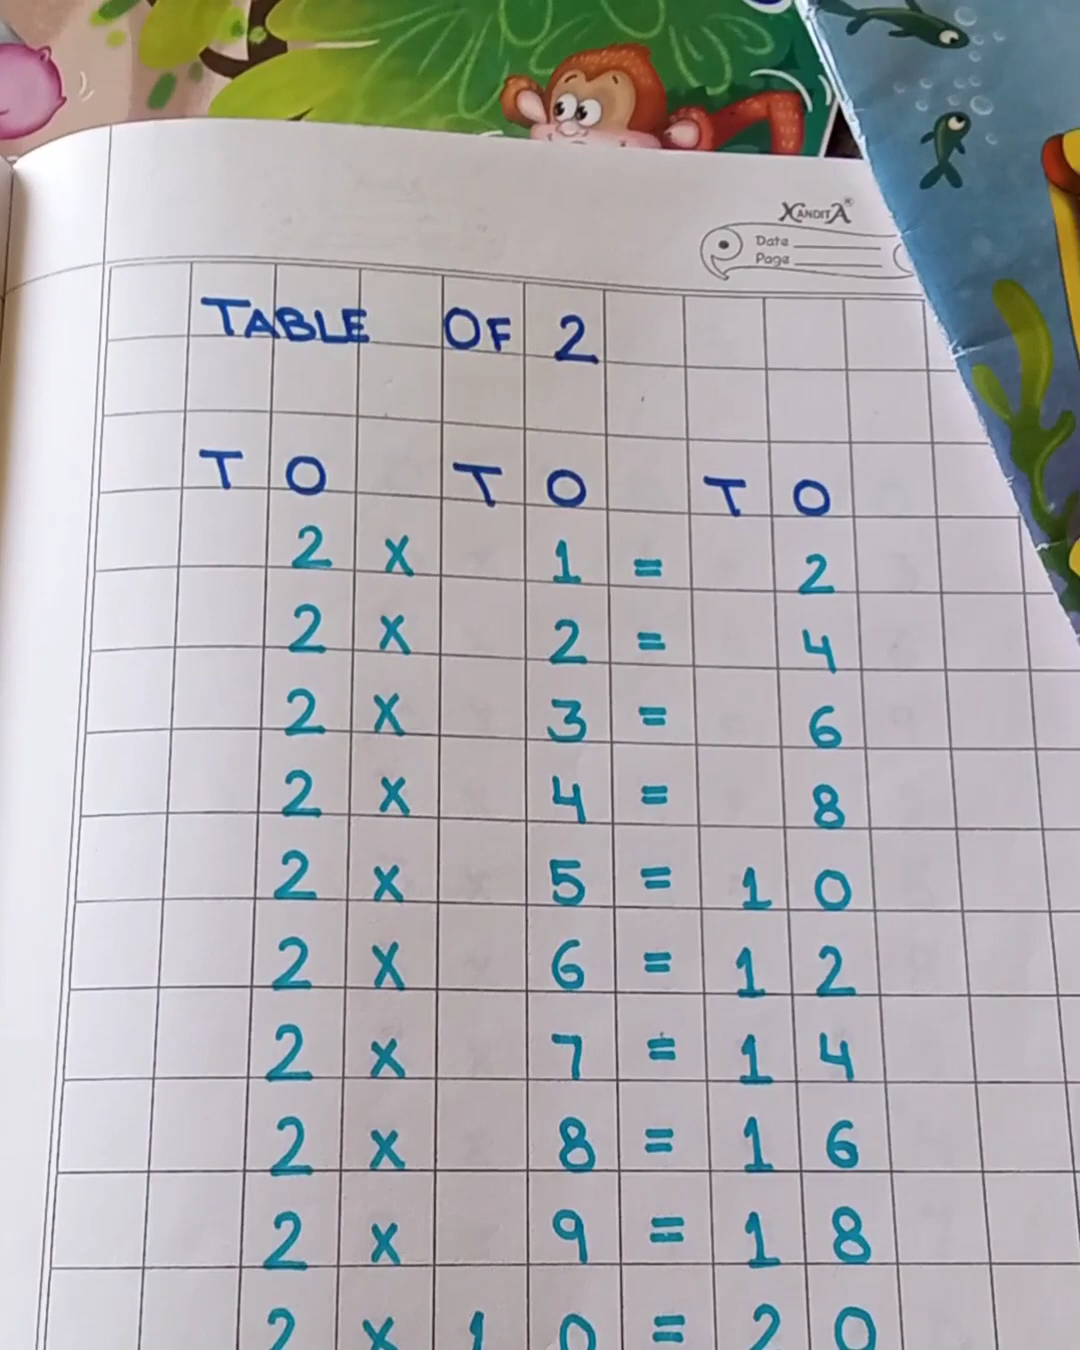 XANDITA®
Date
Page
TABLE OF 2
T O T O T O
2 × 1 = 2
2 × 2 = 4
2 × 3 = 6
2 × 4 = 8
2 × 5 = 10
2 × 6 = 12
2 × 7 = 14
2 × 8 = 16
2 × 9 = 18
2 × 10 = 20